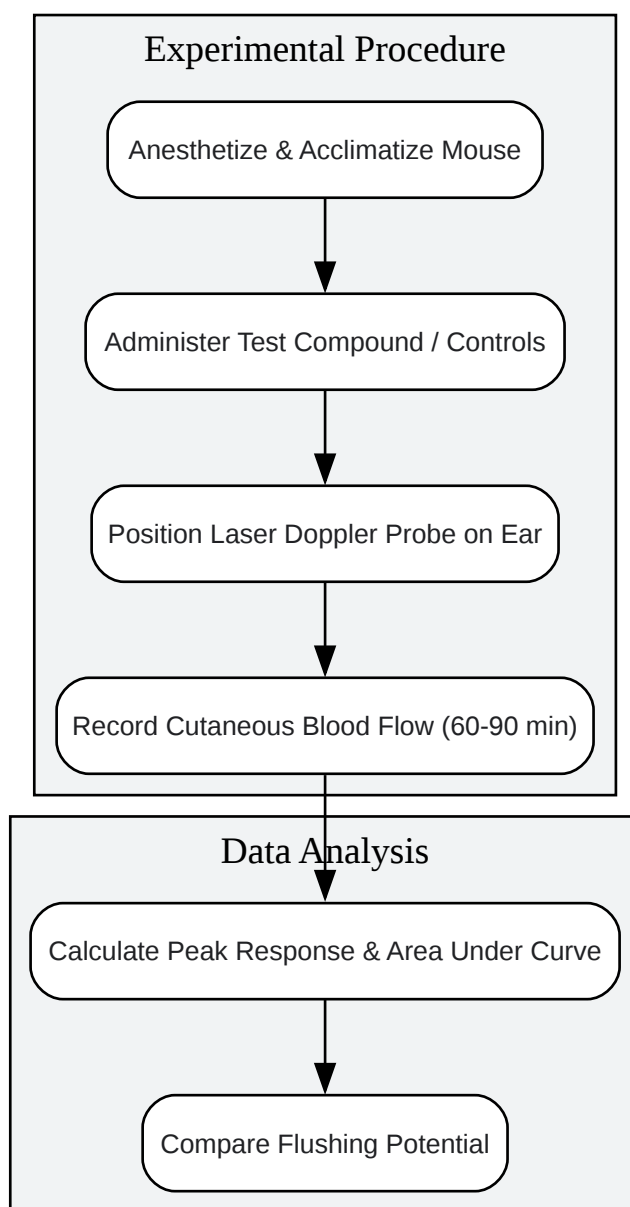 Experimental Procedure
Anesthetize & Acclimatize Mouse
Administer Test Compound / Controls
Position Laser Doppler Probe on Ear
Record Cutaneous Blood Flow (60-90 min)
Data Analysis
Calculate Peak Response & Area Under Curve
Compare Flushing Potential